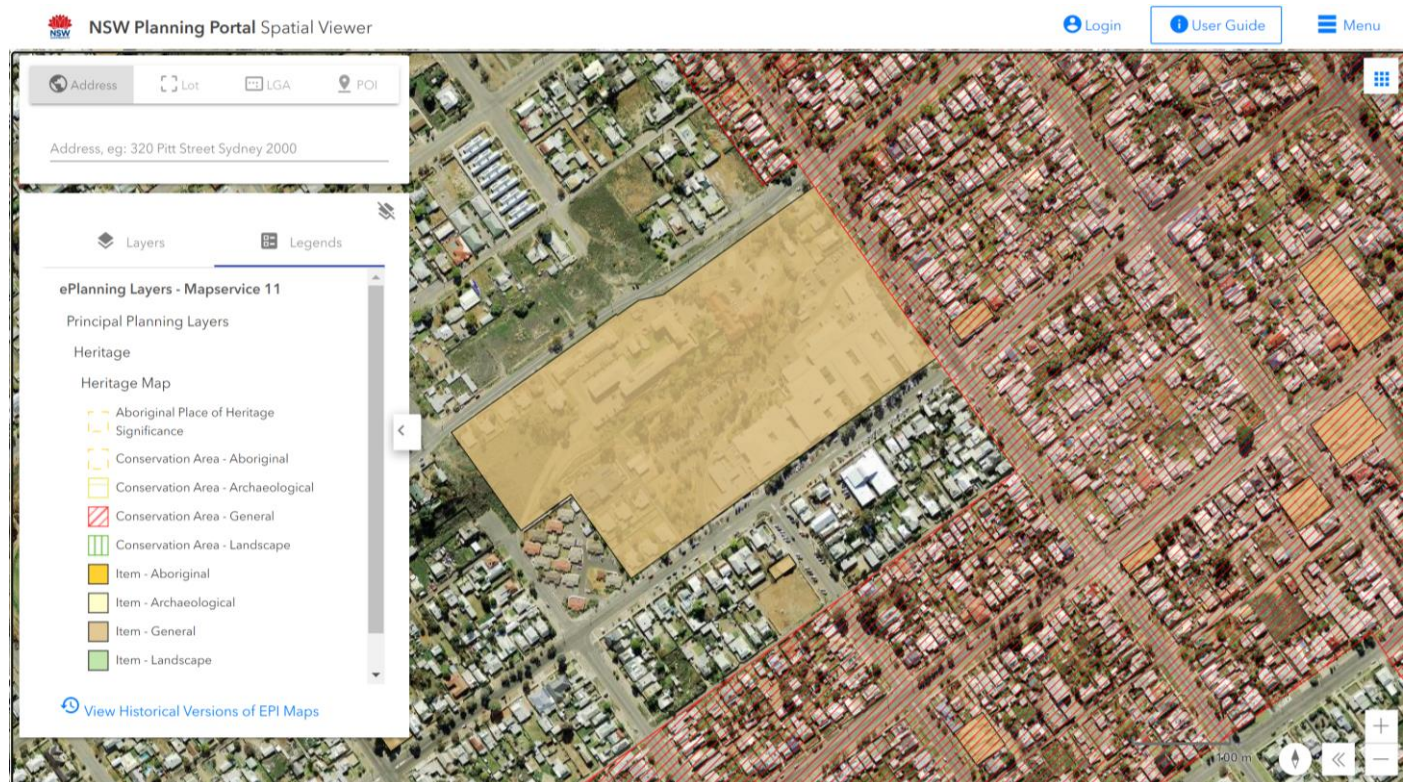 NSW
NSW Planning Portal Spatial Viewer
Login
User Guide
Menu
Address
Lot
LGA
POI
Address, eg: 320 Pitt Street Sydney 2000
Layers
Legends
ePlanning Layers - Mapservice 11
Principal Planning Layers
Heritage
Heritage Map
Aboriginal Place of Heritage
Significance
Conservation Area - Aboriginal
Conservation Area - Archaeological
Conservation Area - General
Conservation Area - Landscape
Item - Aboriginal
Item - Archaeological
Item - General
Item - Landscape
View Historical Versions of EPI Maps
100 m